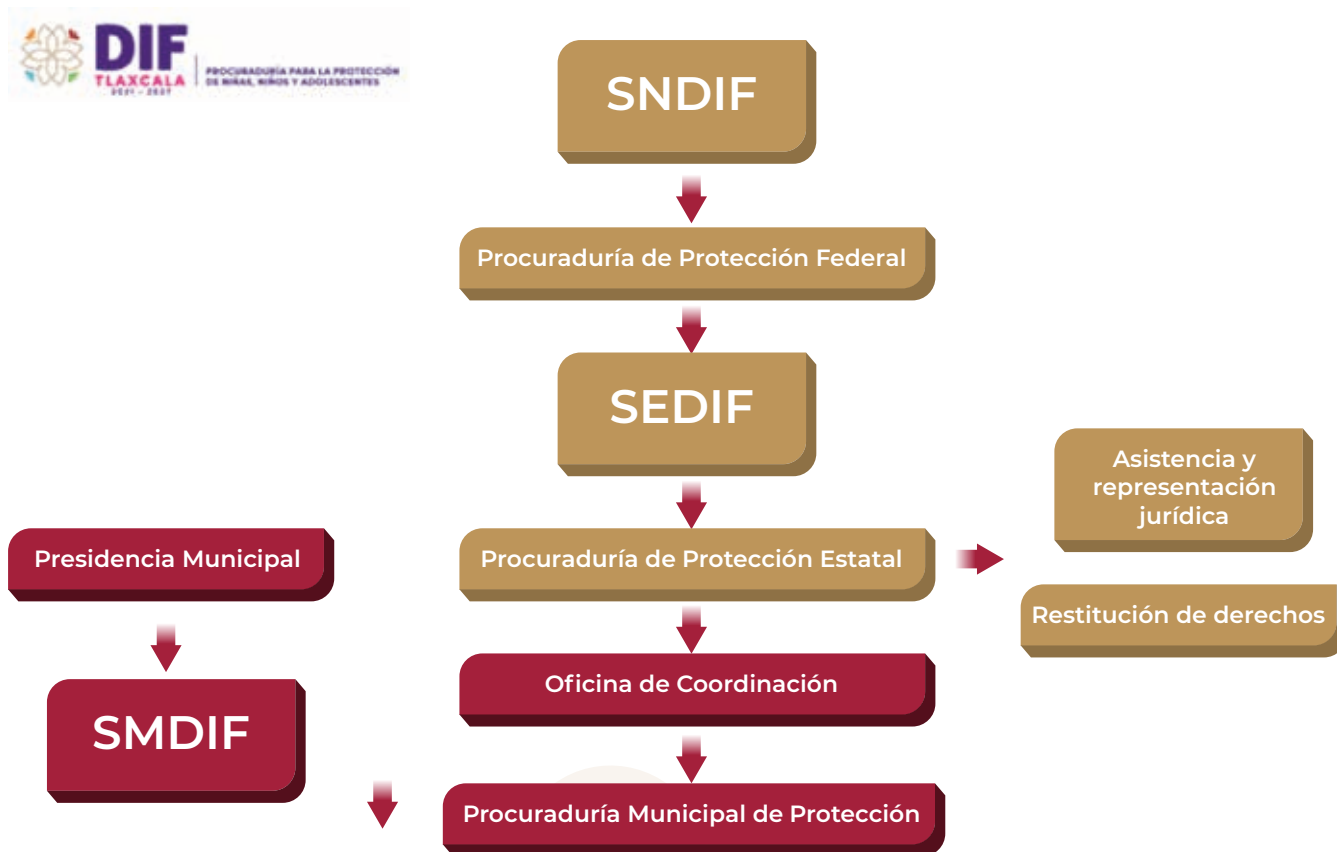 DIF
TLAXCALA
2021 - 2027
PROCURADURÍA PARA LA PROTECCIÓN
DE NIÑAS, NIÑOS Y ADOLESCENTES
SNDIF
Procuraduría de Protección Federal
SEDIF
Asistencia y
representación
jurídica
Presidencia Municipal
Procuraduría de Protección Estatal
Restitución de derechos
Oficina de Coordinación
SMDIF
Procuraduría Municipal de Protección